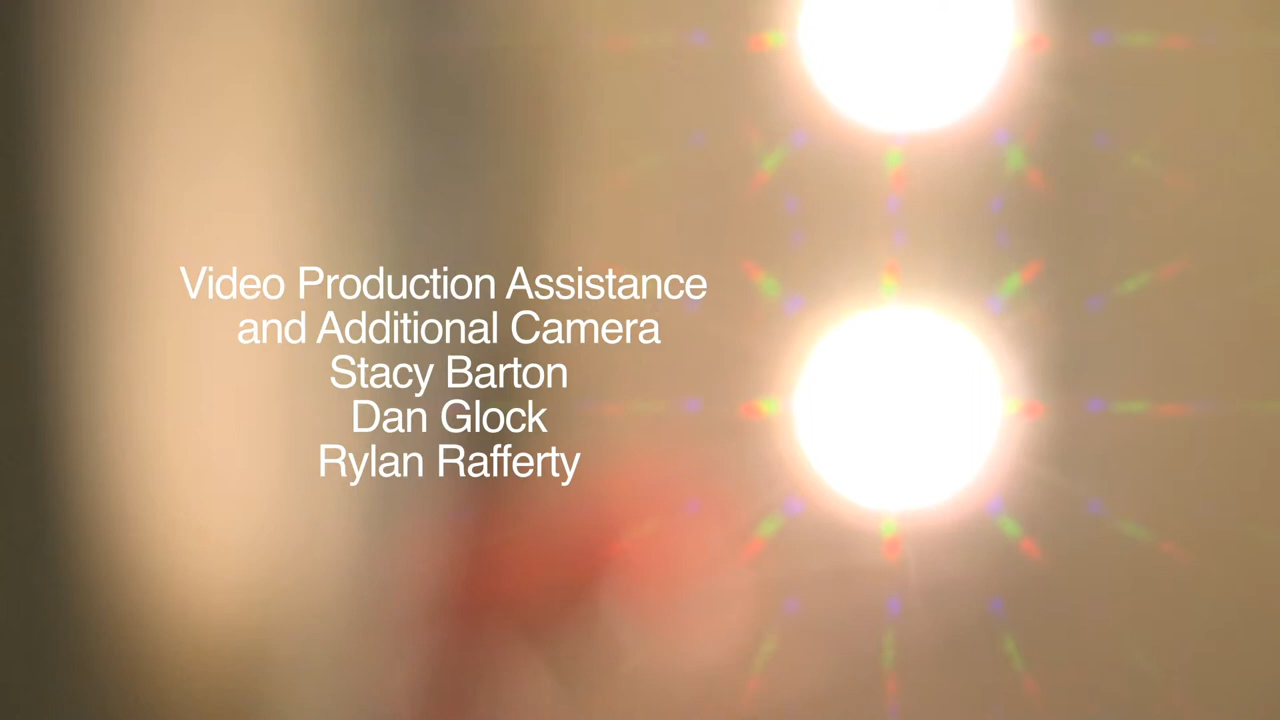 Video Production Assistance
and Additional Camera
Stacy Barton
Dan Glock
Rylan Rafferty